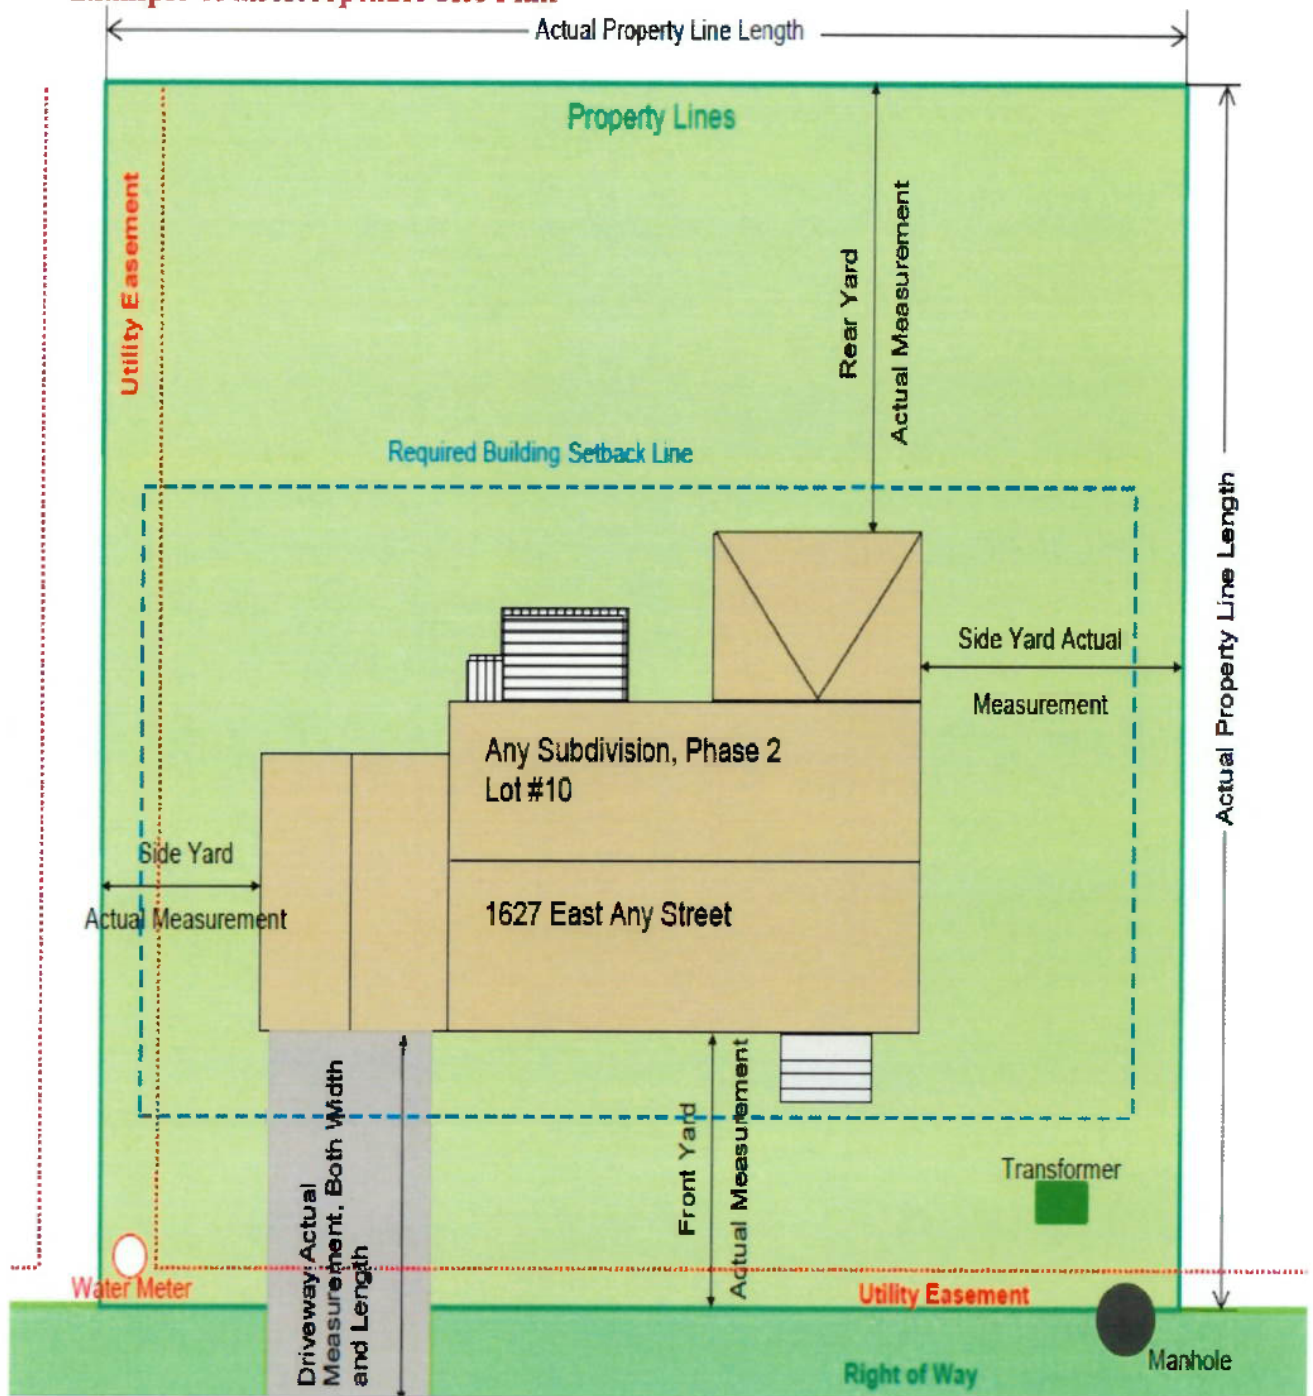 Actual Property Line Length
Property Lines
Utility Easement
Rear Yard
Actual Measurement
Required Building Setback Line
Actual Property Line Length
Side Yard Actual
Measurement
Any Subdivision, Phase 2
Lot #10
Side Yard
Actual Measurement
1627 East Any Street
Driveway Actual
Measurement, Both Width
and Length
Front Yard
Actual Measurement
Transformer
Water Meter
Utility Easement
Manhole
Right of Way